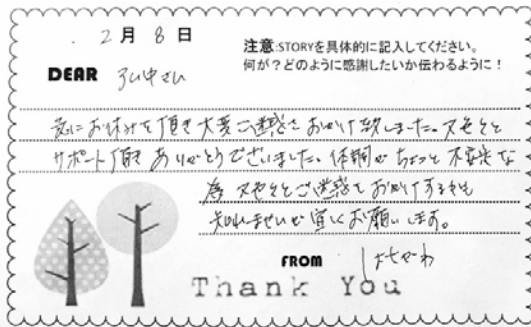 2月8日
注意:STORYを具体的に記入してください。
何が?どのように感謝したいか伝わるように!
DEAR さん
急にお休みを頂き大変ご迷惑をおかけ致しました。又色々と
サポート頂きありがとうございました。体調がちょっと不安定な
為 又色々とご迷惑をおかけするかも
知れませんが宜しくお願いします。
FROM
Thank You